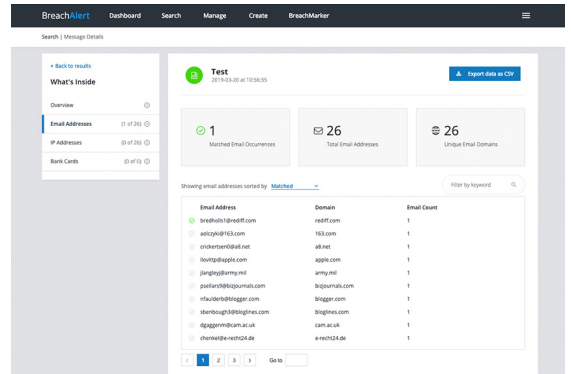 BreachAlert Dashboard Search Manage Create BreachMarker
Search | Message Details
Back to results
What's Inside
Overview
Email Addresses (1 of 26)
IP Addresses (0 of 26)
Bank Cards (0 of 0)
Test
2019-03-20 at 10:56:35
Export data as CSV
1
Matched Email Occurrences
26
Total Email Addresses
26
Unique Email Domains
Showing email addresses sorted by Matched
Filter by keyword
Email Address Domain Email Count
bredholls1@rediff.com rediff.com 1
aolczyki@163.com 163.com 1
crickertsen0@a8.net a8.net 1
llovittp@apple.com apple.com 1
jlangleyj@army.mil army.mil 1
psellars9@bizjournals.com bizjournals.com 1
nfaulderb@blogger.com blogger.com 1
sbenbough3@bloglines.com bloglines.com 1
dgaggenm@cam.ac.uk cam.ac.uk 1
chenkel@e-recht24.de e-recht24.de 1
1 2 3 Go to